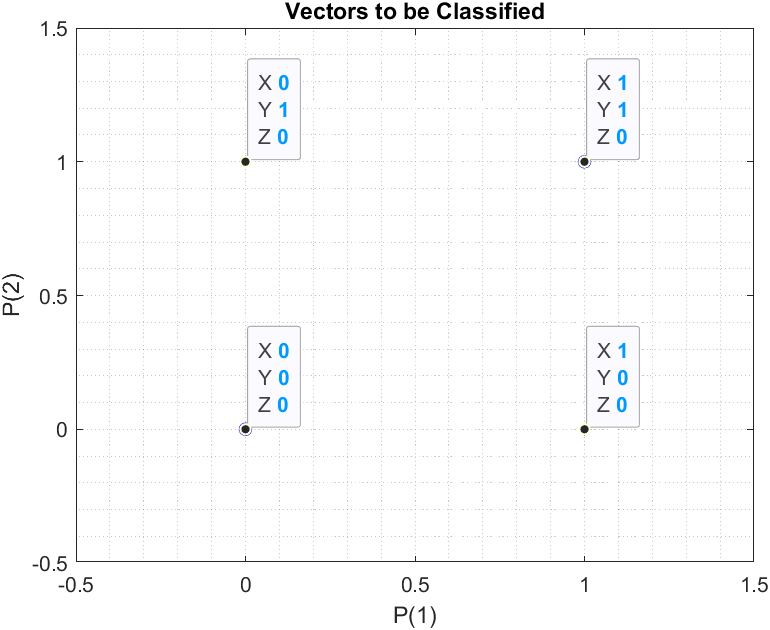 Vectors to be Classified
1.5
X 0
Y 1
Z 0
X 1
Y 1
Z 0
1
P(2)
0.5
X 0
Y 0
Z 0
X 1
Y 0
Z 0
0
-0.5
-0.5
0
0.5
1
1.5
P(1)